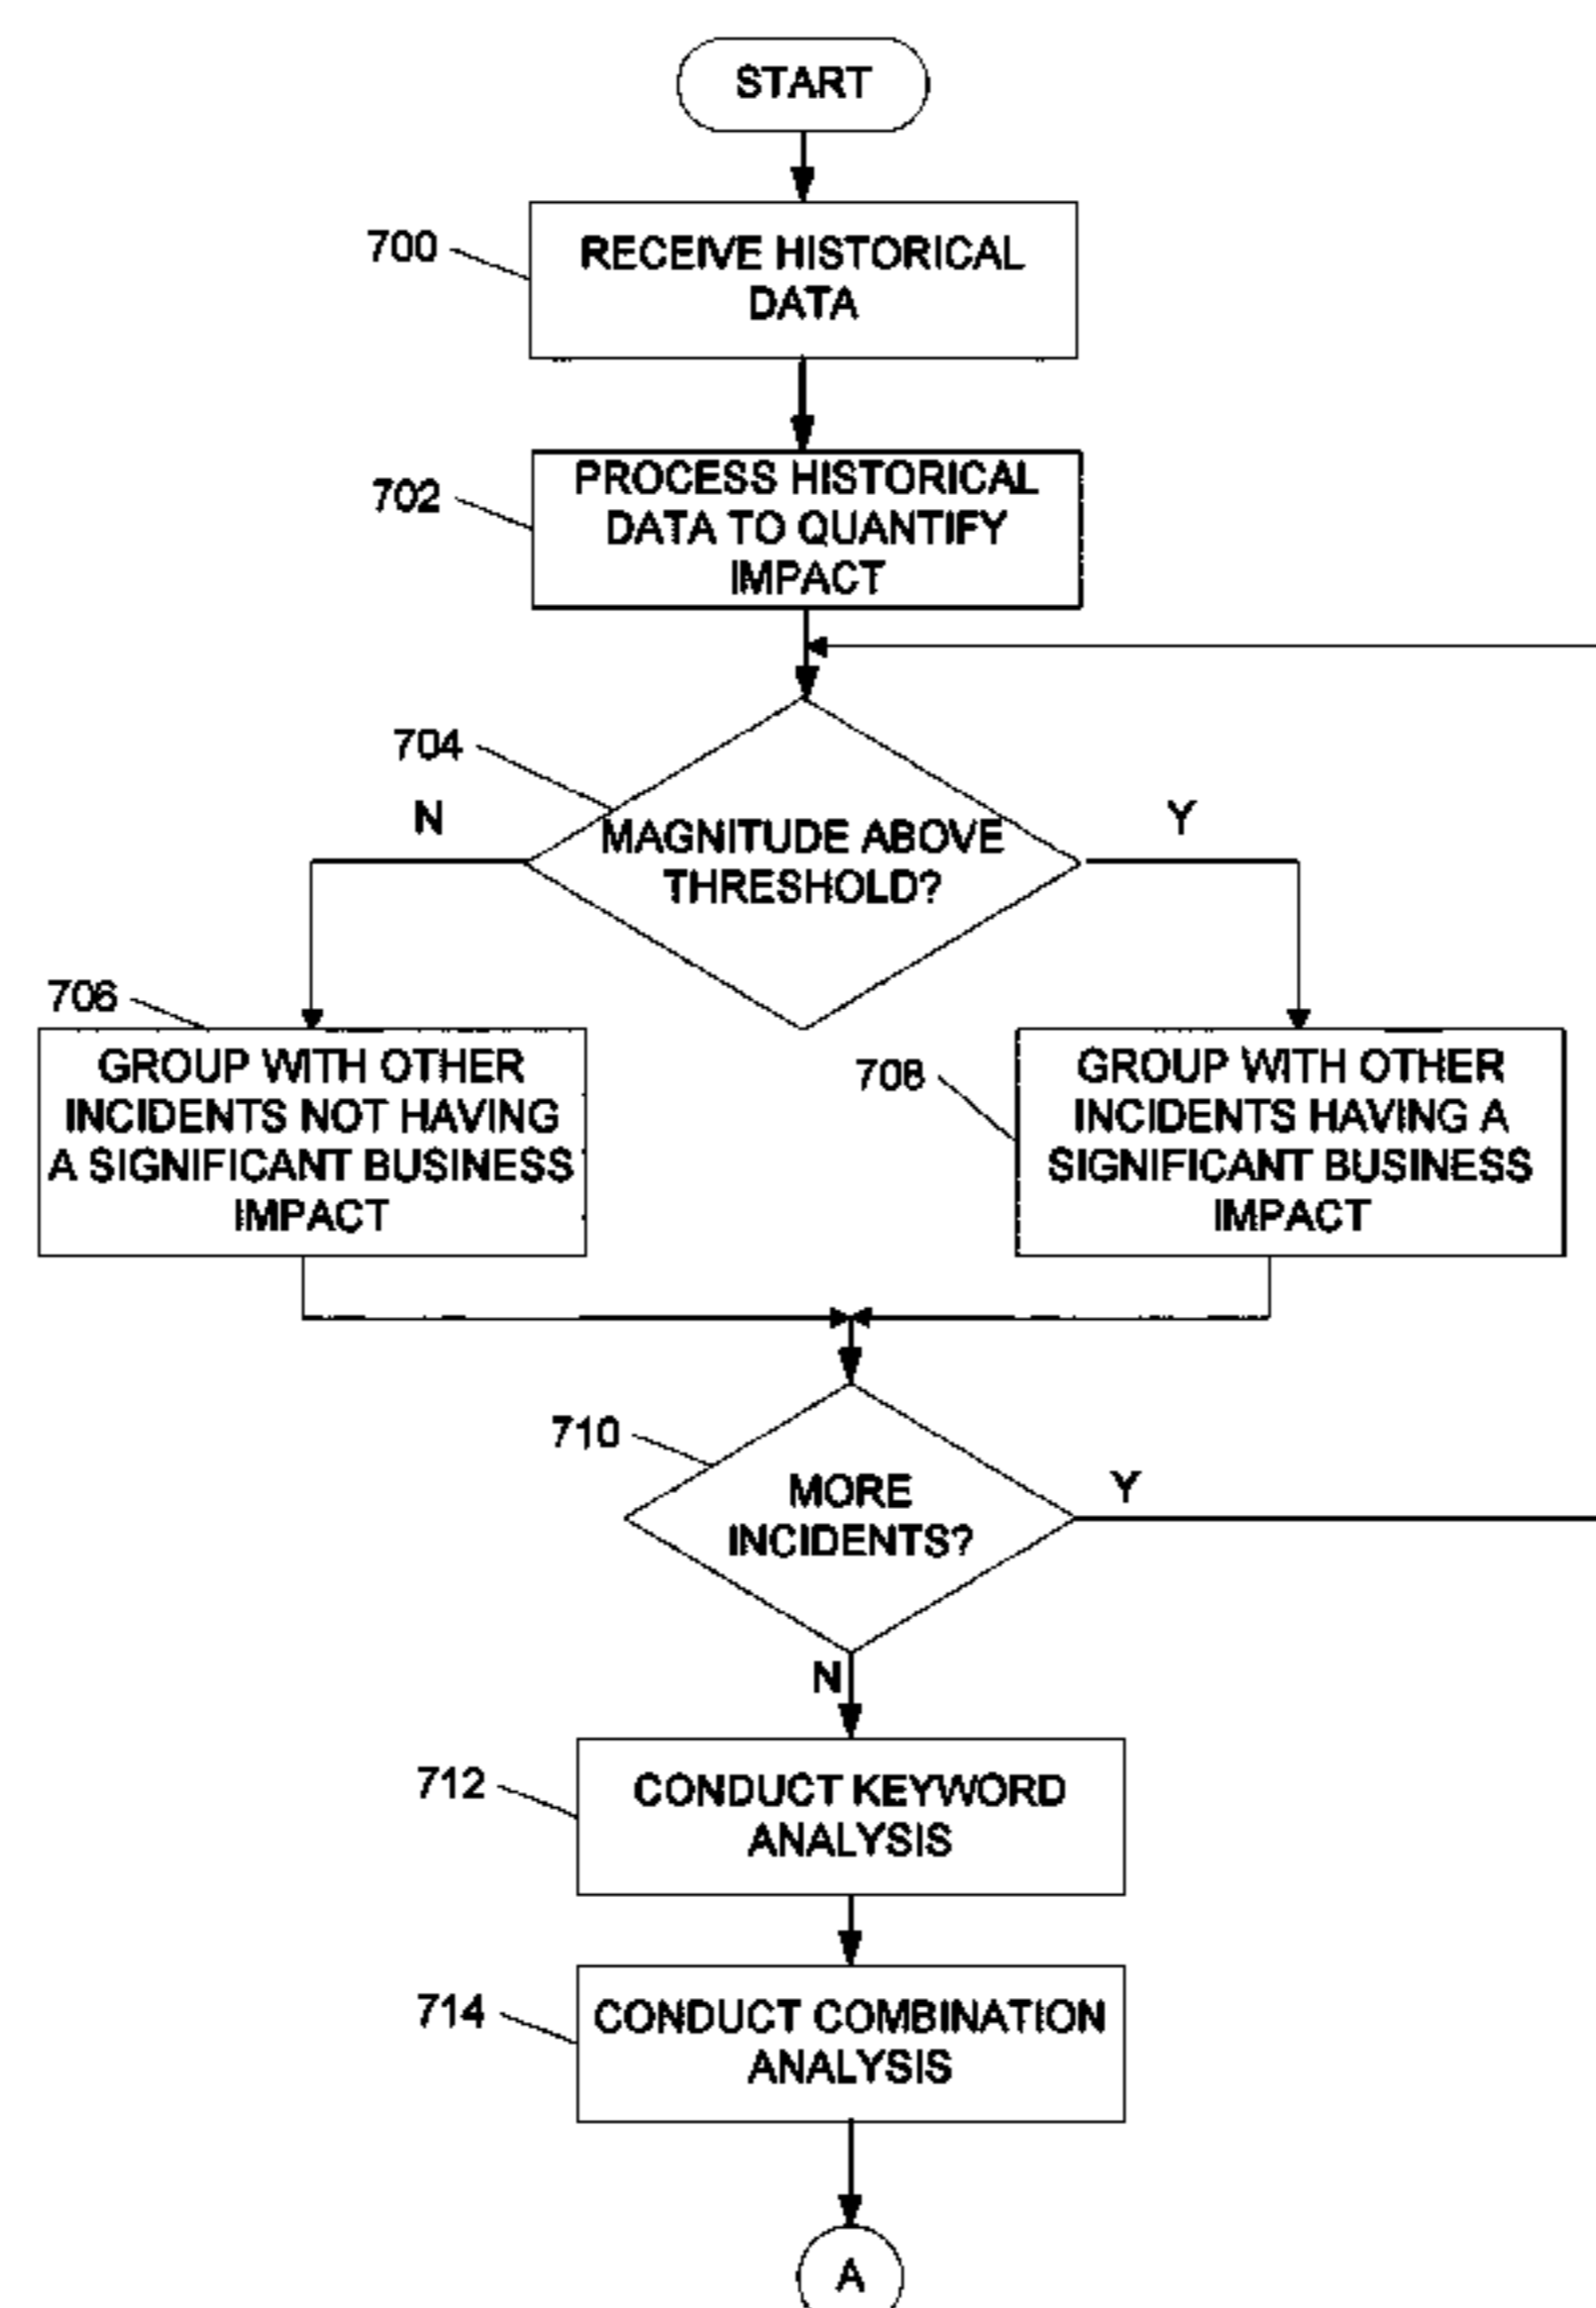 START
700
RECEIVE HISTORICAL
DATA
702
PROCESS HISTORICAL
DATA TO QUANTIFY
IMPACT
704
N
Y
MAGNITUDE ABOVE
THRESHOLD?
706
GROUP WITH OTHER
INCIDENTS NOT HAVING
A SIGNIFICANT BUSINESS
IMPACT
708
GROUP WITH OTHER
INCIDENTS HAVING A
SIGNIFICANT BUSINESS
IMPACT
710
MORE
INCIDENTS?
Y
N
712
CONDUCT KEYWORD
ANALYSIS
714
CONDUCT COMBINATION
ANALYSIS
A